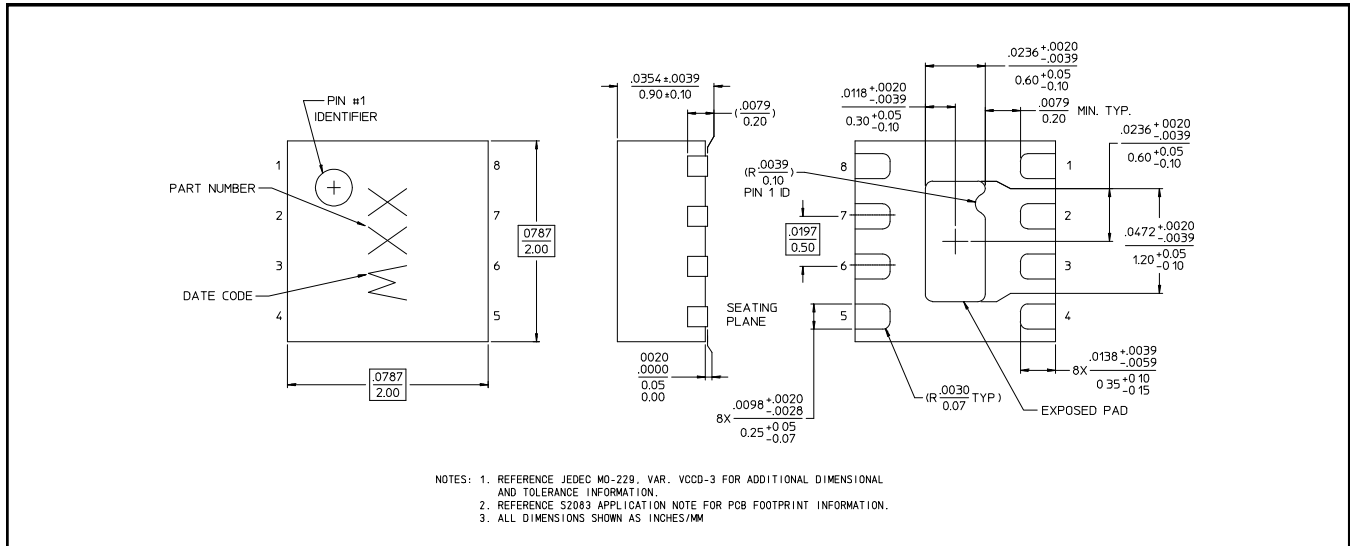 PIN #1
IDENTIFIER
PART NUMBER
DATE CODE
1
2
3
4
8
7
6
5
XX
.0787
2.00
.0787
2.00
.0354±.0039
0.90±0.10
(.0079
0.20)
SEATING
PLANE
0020
.0000
0.05
0.00
.0236+.0020
-.0039
0.60+0.05
-0.10
.0118+.0020
-.0039
0.30+0.05
-0.10
.0079
0.20 MIN. TYP.
.0236+.0020
-.0039
0.60+0.05
-0.10
(R.0039
0.10)
PIN 1 ID
.0197
0.50
.0472+.0020
-.0039
1.20+0.05
-0 10
8
7
6
5
1
2
3
4
8X .0138+.0039
-.0059
0 35+0 10
-0 15
8X .0098+.0020
-.0028
0.25+0 05
-0.07
(R.0030
0.07 TYP)
EXPOSED PAD
NOTES: 1. REFERENCE JEDEC MO-229, VAR. VCCD-3 FOR ADDITIONAL DIMENSIONAL
AND TOLERANCE INFORMATION.
2. REFERENCE S2083 APPLICATION NOTE FOR PCB FOOTPRINT INFORMATION.
3. ALL DIMENSIONS SHOWN AS INCHES/MM